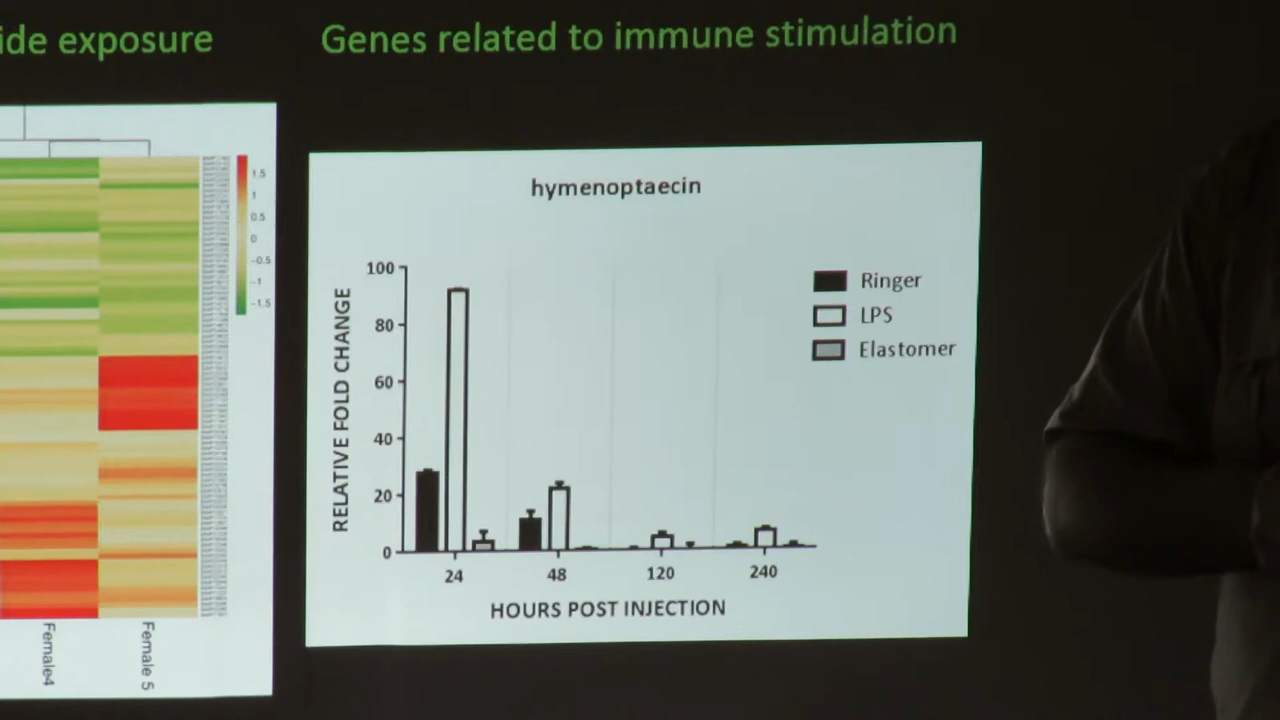 ide exposure
Genes related to immune stimulation
1.5
1
0.5
0
-0.5
-1
-1.5
Female4
Female 5
hymenoptaecin
RELATIVE FOLD CHANGE
100
80
60
40
20
0
24
48
120
240
HOURS POST INJECTION
Ringer
LPS
Elastomer